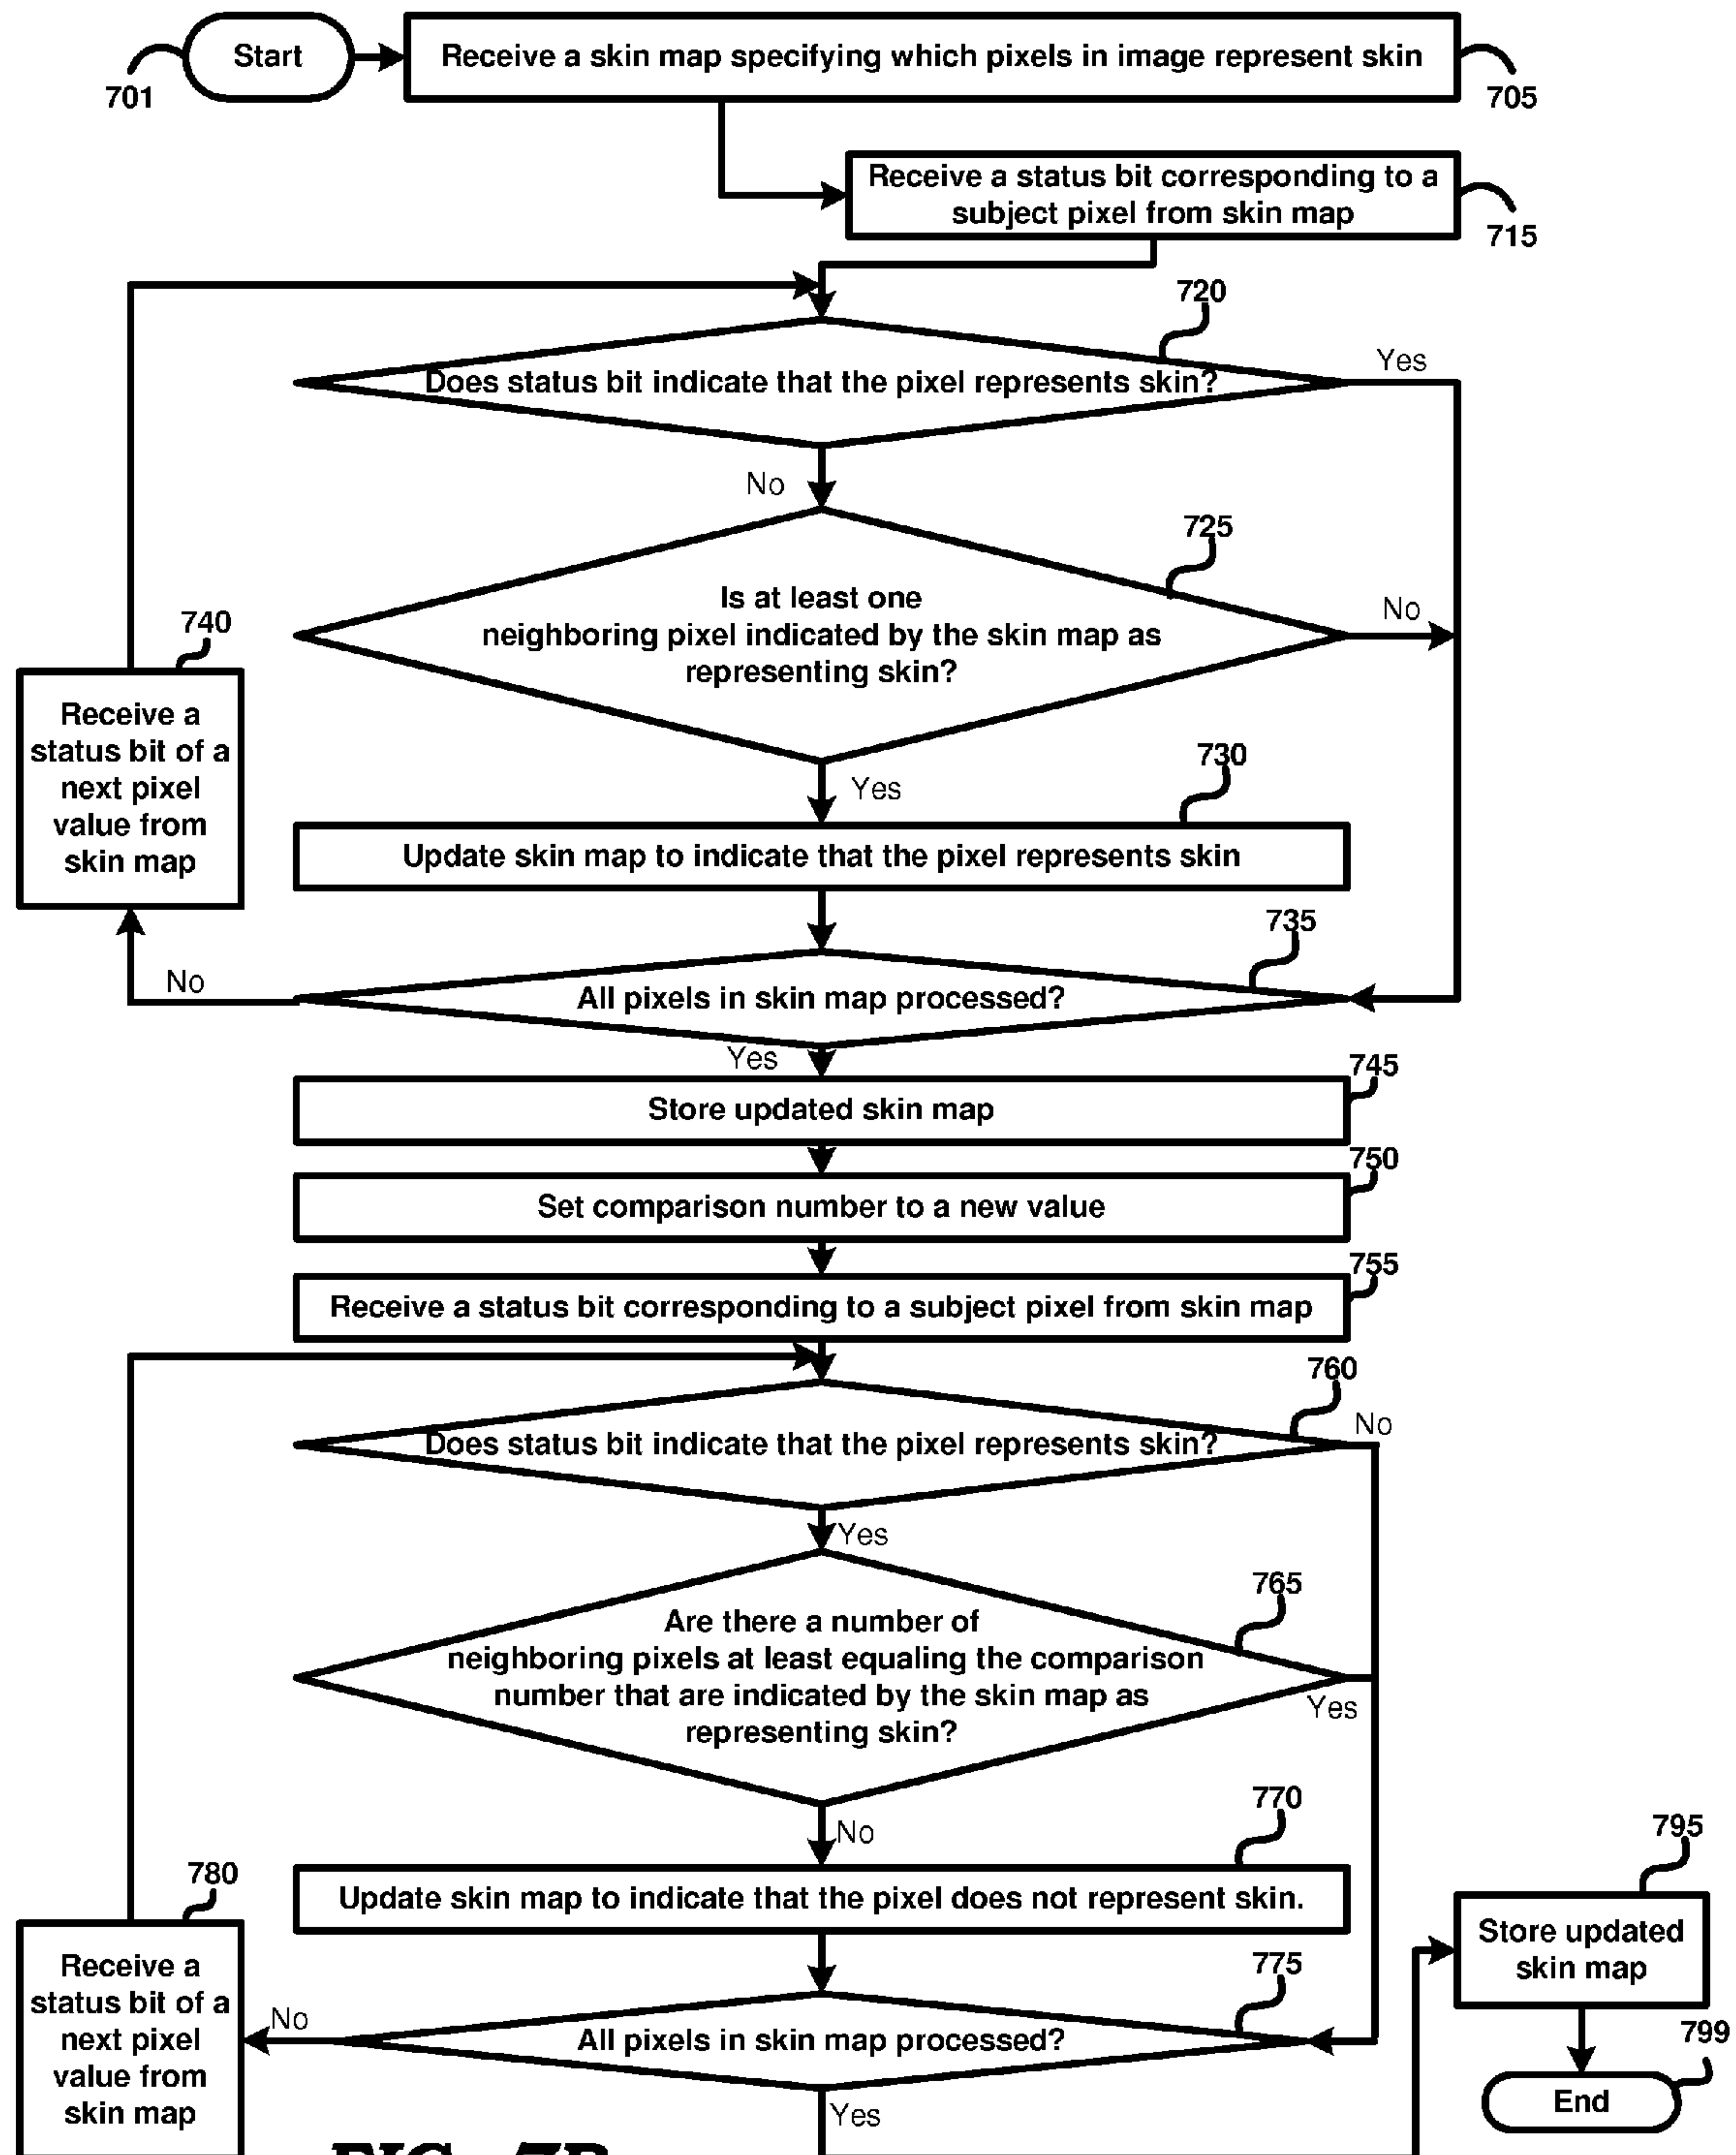 Start
701
Receive a skin map specifying which pixels in image represent skin
705
Receive a status bit corresponding to a
subject pixel from skin map
715
720
Does status bit indicate that the pixel represents skin?
Yes
No
725
Is at least one
neighboring pixel indicated by the skin map as
representing skin?
No
Yes
740
Receive a
status bit of a
next pixel
value from
skin map
730
Update skin map to indicate that the pixel represents skin
735
All pixels in skin map processed?
No
Yes
745
Store updated skin map
750
Set comparison number to a new value
755
Receive a status bit corresponding to a subject pixel from skin map
760
Does status bit indicate that the pixel represents skin?
No
Yes
765
Are there a number of
neighboring pixels at least equaling the comparison
number that are indicated by the skin map as
representing skin?
Yes
No
770
Update skin map to indicate that the pixel does not represent skin.
775
All pixels in skin map processed?
No
Yes
780
Receive a
status bit of a
next pixel
value from
skin map
795
Store updated
skin map
799
End